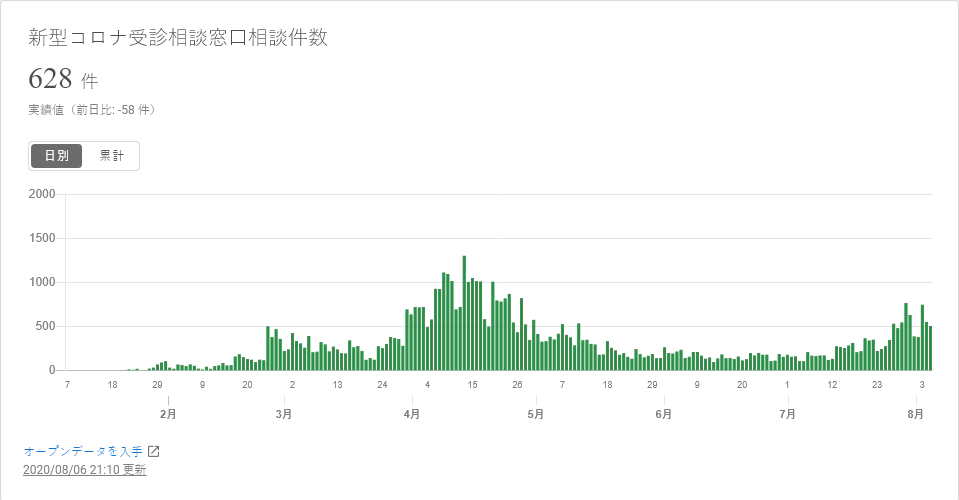 新型コロナ受診相談窓口相談件数
628 件
実績値（前日比: -58 件）
日別 累計
2000
1500
1000
500
0
7 18 29 9 20 2 13 24 4 15 26 7 18 29 9 20 1 12 23 3
2月 3月 4月 5月 6月 7月 8月
オープンデータを入手
2020/08/06 21:10 更新